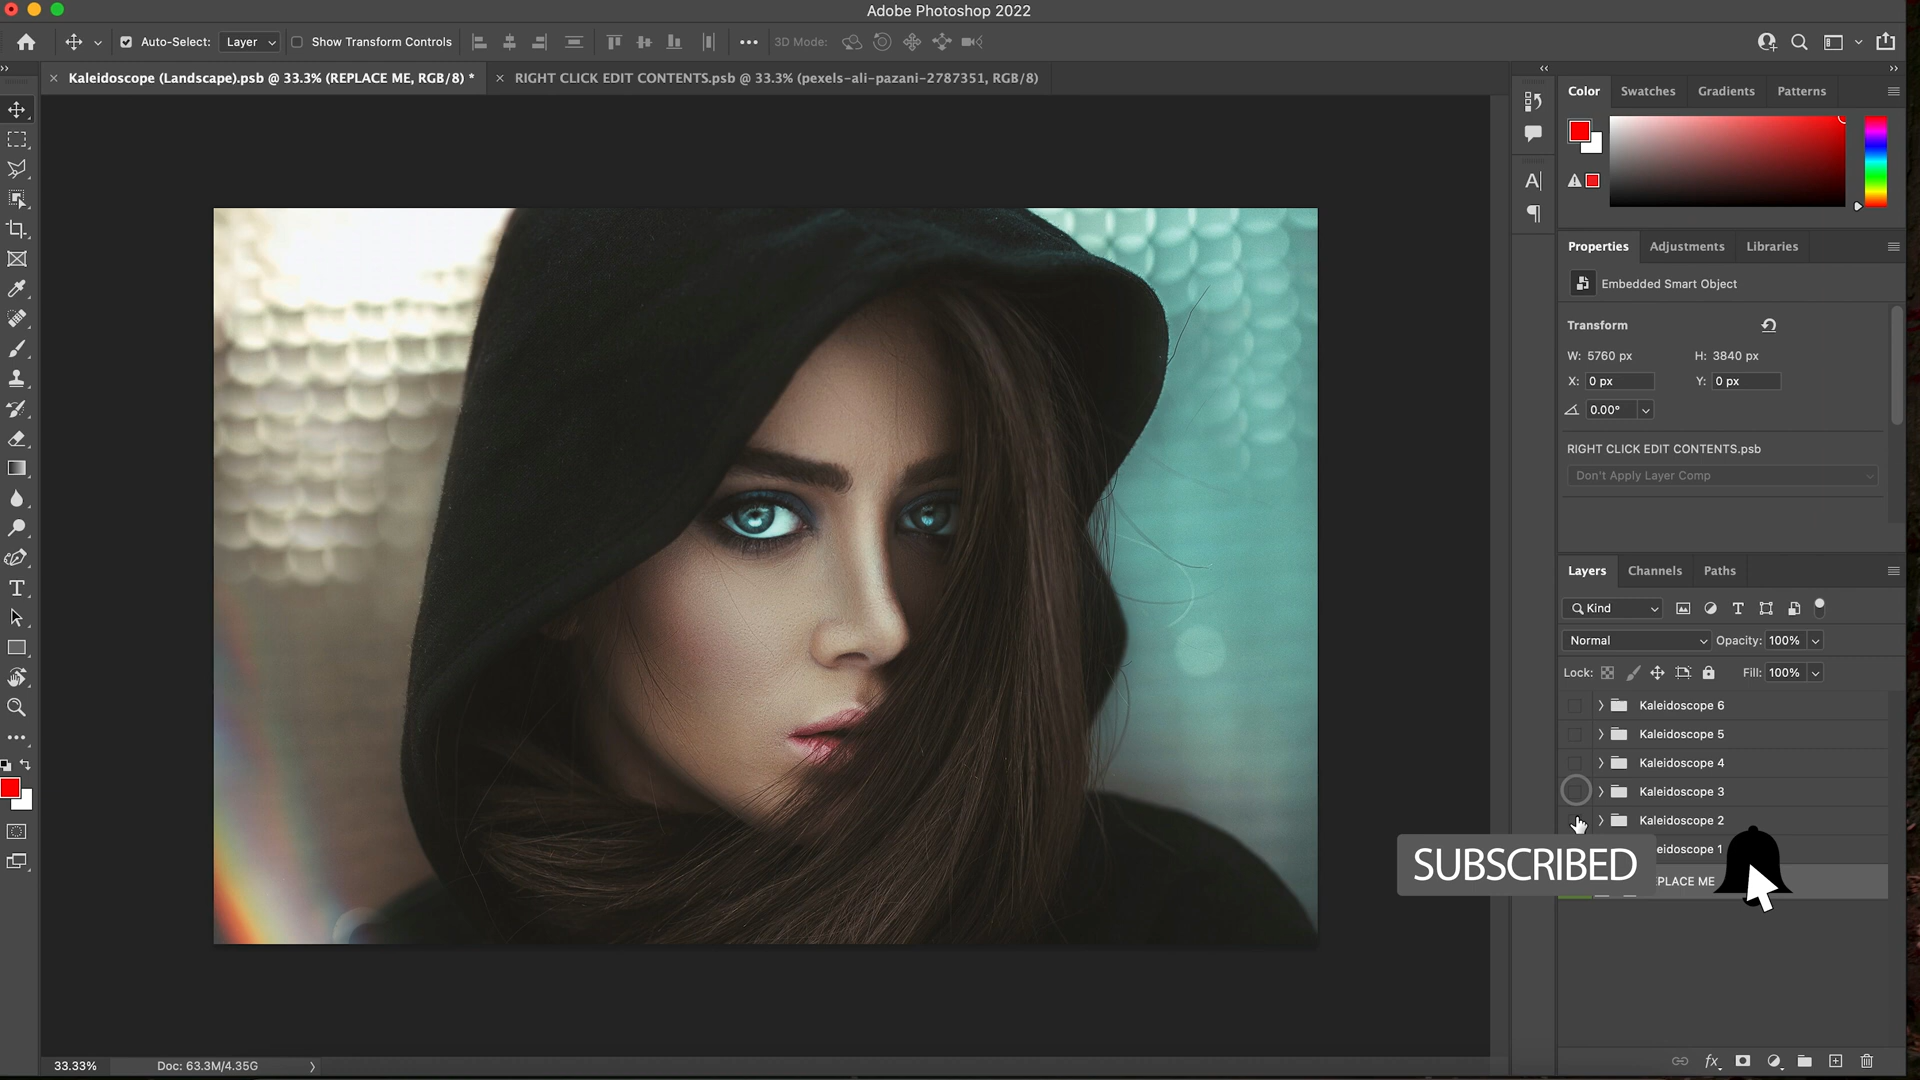 Adobe Photoshop 2022
Auto-Select: Layer Show Transform Controls 3D Mode:
Kaleidoscope (Landscape).psb @ 33.3% (REPLACE ME, RGB/8) *
RIGHT CLICK EDIT CONTENTS.psb @ 33.3% (pexels-ali-pazani-2787351, RGB/8)
Color Swatches Gradients Patterns
Properties Adjustments Libraries
Embedded Smart Object
Transform
W: 5760 px H: 3840 px
X: 0 px Y: 0 px
0.00°
RIGHT CLICK EDIT CONTENTS.psb
Don't Apply Layer Comp
Layers Channels Paths
Kind
Normal Opacity: 100%
Lock: Fill: 100%
Kaleidoscope 6
Kaleidoscope 5
Kaleidoscope 4
Kaleidoscope 3
Kaleidoscope 2
eidoscope 1
SUBSCRIBED
PLACE ME
33.33% Doc: 63.3M/4.35G